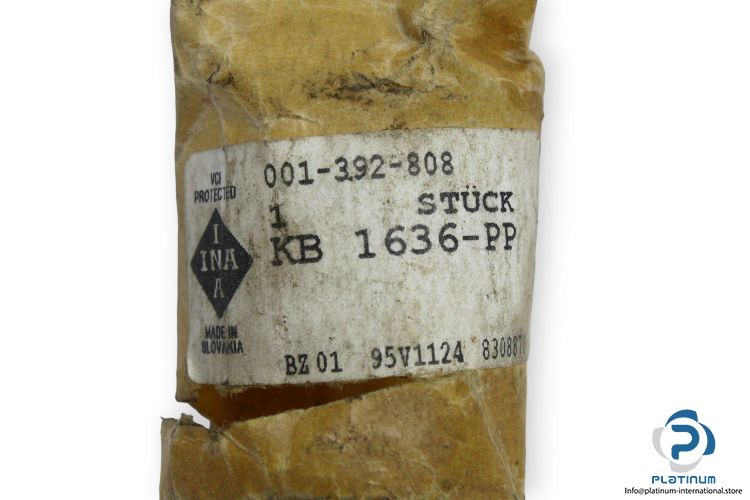 VCI
PROTECTED
001-392-808
1 STÜCK
KB 1636-PP
I
INA
A
MADE IN
SLOVAKIA
BZ 01 95V1124 830887
PLATINUM
Info@platinum-international.store